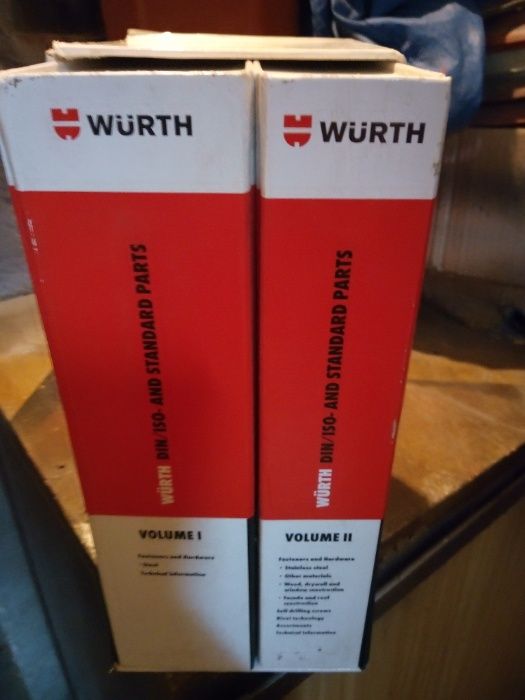 WÜRTH
WÜRTH DIN/ISO- AND STANDARD PARTS
VOLUME I
Fasteners and Hardware
• Steel
Technical information
WÜRTH
WÜRTH DIN/ISO- AND STANDARD PARTS
VOLUME II
Fasteners and Hardware
• Stainless steel
• Other materials
• Wood, drywall and
window construction
• Facade and roof
construction
Self drilling screws
Rivet technology
Assortments
Technical information